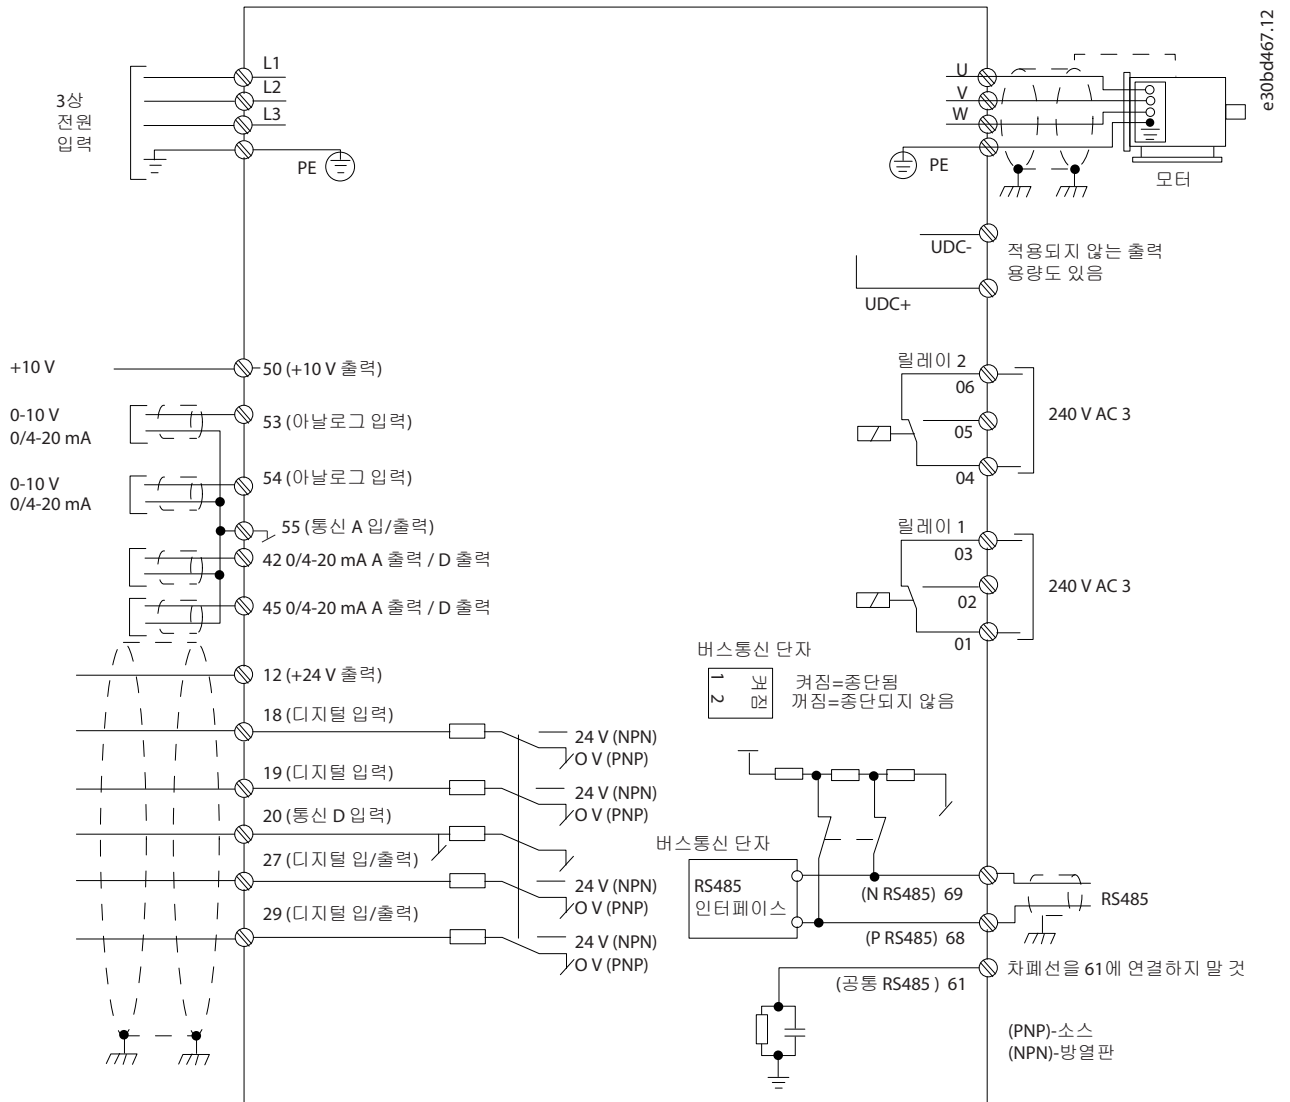 e30bd467.12
L1
L2
L3
3상
전원
입력
PE
U
V
W
PE
모터
UDC-
적용되지 않는 출력
용량도 있음
UDC+
+10 V
50 (+10 V 출력)
0-10 V
0/4-20 mA
53 (아날로그 입력)
0-10 V
0/4-20 mA
54 (아날로그 입력)
55 (통신 A 입/출력)
42 0/4-20 mA A 출력 / D 출력
45 0/4-20 mA A 출력 / D 출력
12 (+24 V 출력)
18 (디지털 입력)
24 V (NPN)
O V (PNP)
19 (디지털 입력)
24 V (NPN)
O V (PNP)
20 (통신 D 입력)
27 (디지털 입/출력)
24 V (NPN)
O V (PNP)
29 (디지털 입/출력)
24 V (NPN)
O V (PNP)
릴레이 2
06
05
04
240 V AC 3
릴레이 1
03
02
01
240 V AC 3
버스통신 단자
1 2
켜짐
켜짐=종단됨
꺼짐=종단되지 않음
버스통신 단자
RS485
인터페이스
(N RS485) 69
(P RS485) 68
RS485
(공통 RS485 ) 61
차폐선을 61에 연결하지 말 것
(PNP)-소스
(NPN)-방열판